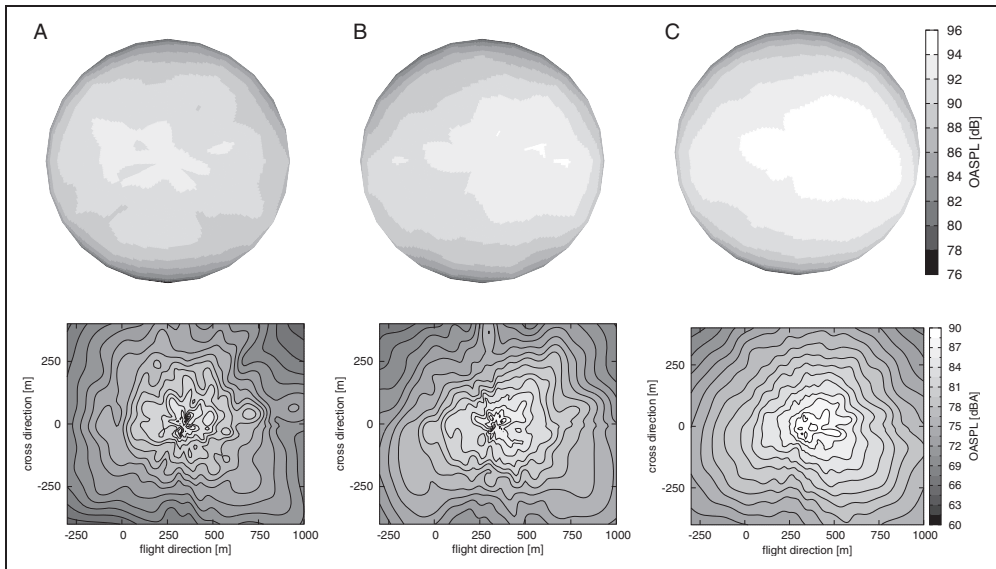 A
B
C
96
94
92
90
88
86
84
82
80
78
76
OASPL [dB]
250
0
-250
cross direction [m]
-250 0 250 500 750 1000
flight direction [m]
250
0
-250
cross direction [m]
-250 0 250 500 750 1000
flight direction [m]
250
0
-250
cross direction [m]
-250 0 250 500 750 1000
flight direction [m]
90
87
84
81
78
75
72
69
66
63
60
OASPL [dBA]